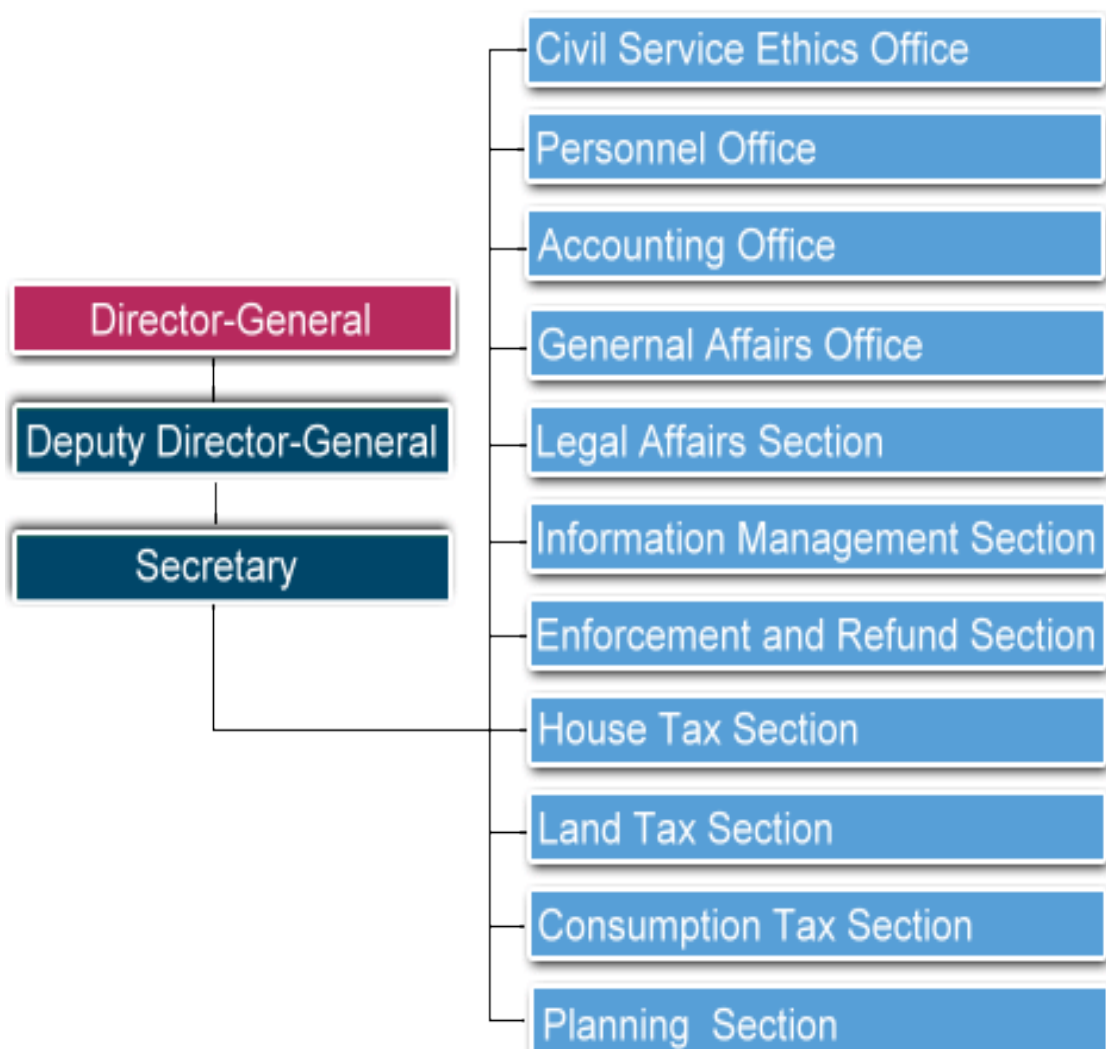 Director-General
Deputy Director-General
Secretary
Civil Service Ethics Office
Personnel Office
Accounting Office
Genernal Affairs Office
Legal Affairs Section
Information Management Section
Enforcement and Refund Section
House Tax Section
Land Tax Section
Consumption Tax Section
Planning Section